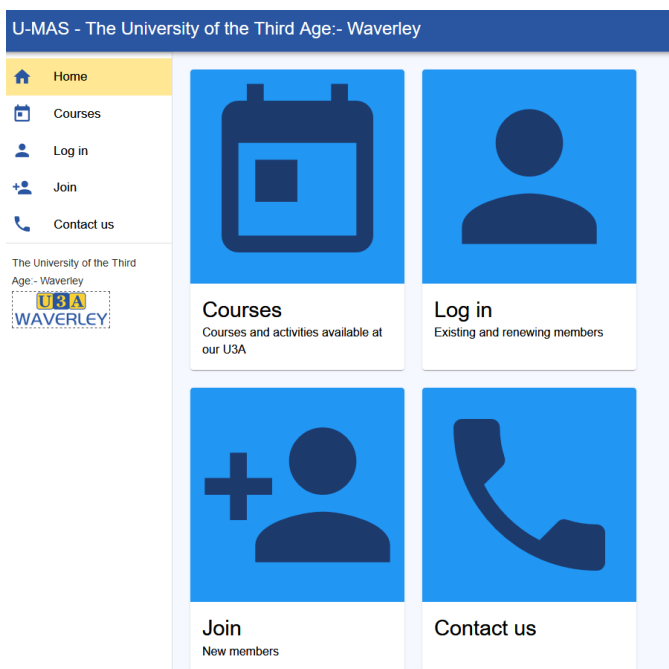 U-MAS - The University of the Third Age:- Waverley
Home
Courses
Log in
Join
Contact us
The University of the Third
Age:- Waverley
U3A
WAVERLEY
Courses
Courses and activities available at
our U3A
Log in
Existing and renewing members
Join
New members
Contact us